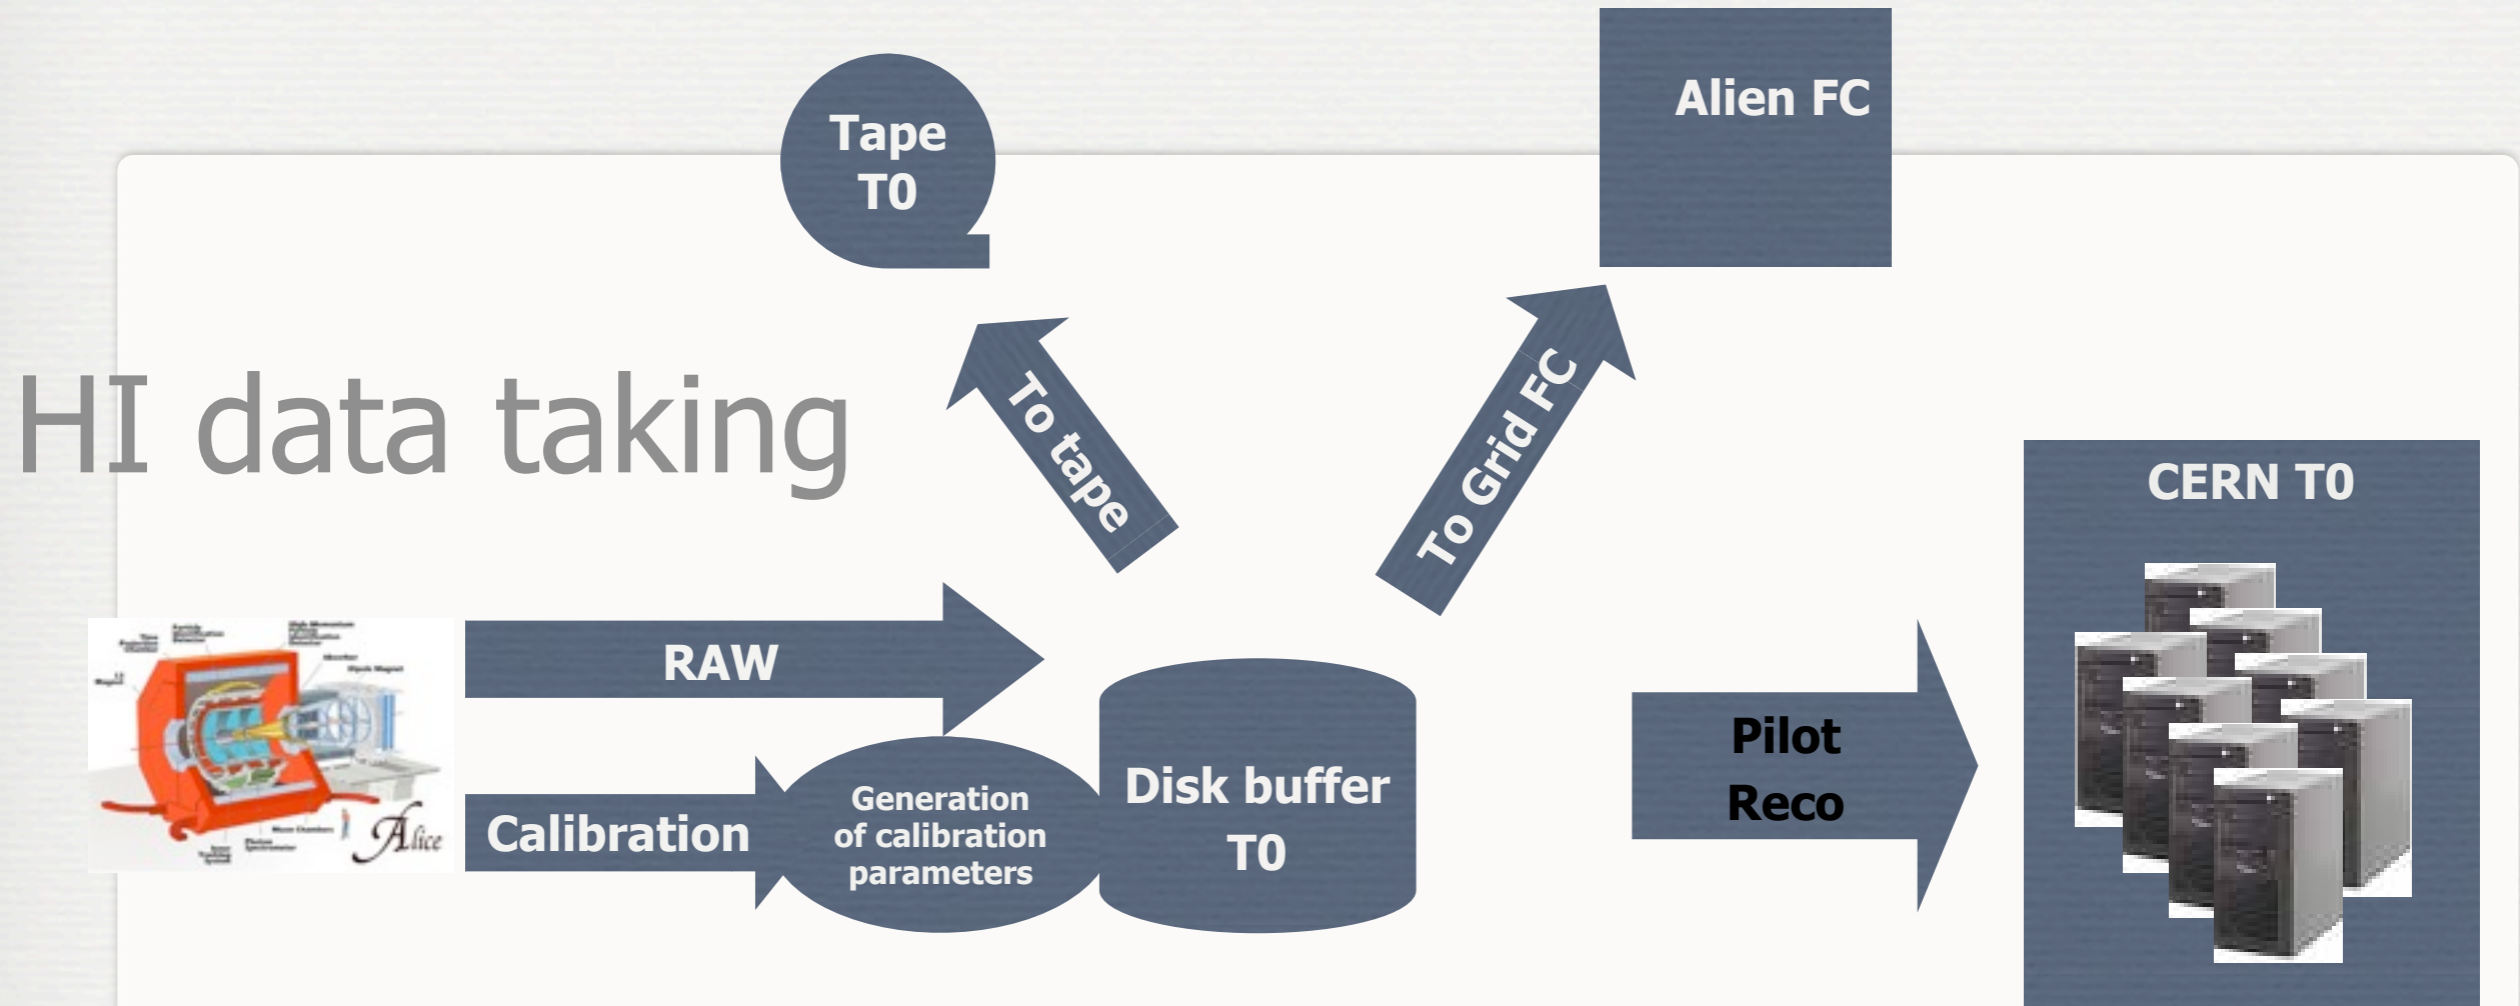 Tape
T0
Alien FC
HI data taking
To tape
To Grid FC
CERN T0
RAW
Pilot
Reco
Calibration
Generation
of calibration
parameters
Disk buffer
T0
Alice